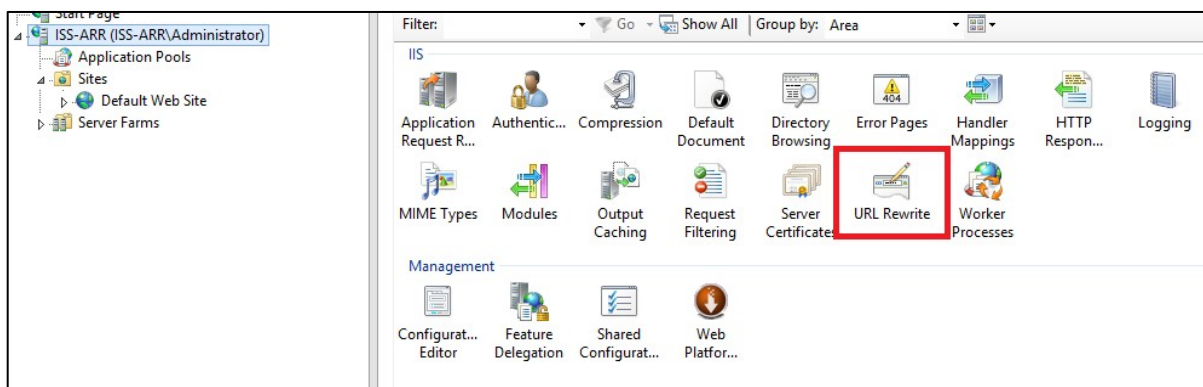 Start Page
ISS-ARR (ISS-ARR\Administrator)
Application Pools
Sites
Default Web Site
Server Farms
Filter: Go Show All Group by: Area
IIS
Application Authentic... Compression Default Directory Error Pages Handler HTTP Logging
Request R... Document Browsing Mappings Respon...
404
MIME Types Modules Output Request Server URL Rewrite Worker
Caching Filtering Certificates Processes
Management
Configurat... Feature Shared Web
Editor Delegation Configurat... Platfor...